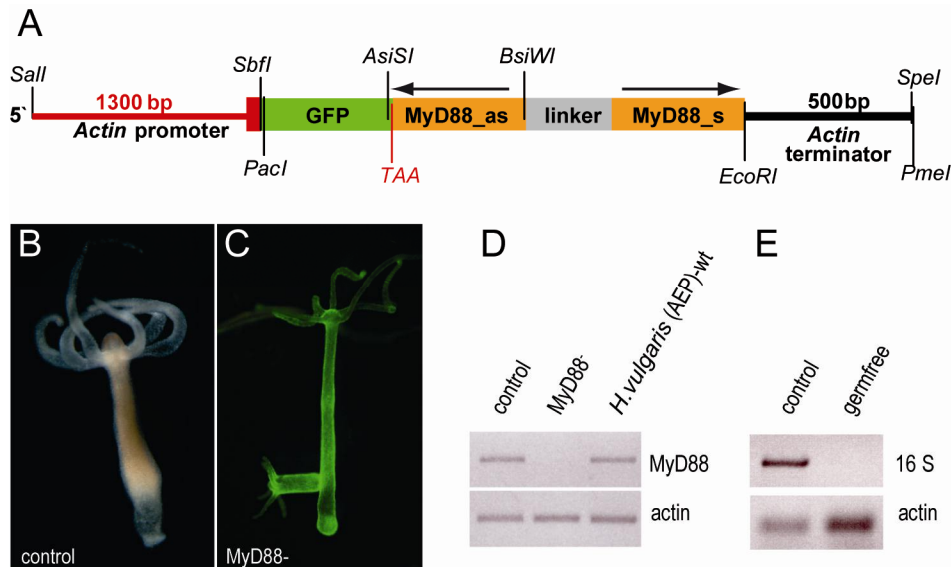 A
SalI
SbfI
AsiSI
BsiWI
SpeI
5`
1300 bp
Actin promoter
GFP
MyD88_as
linker
MyD88_s
500bp
Actin
terminator
PacI
TAA
EcoRI
PmeI
B
control
C
MyD88-
D
control
MyD88-
H.vulgaris (AEP)-wt
MyD88
actin
E
control
germfree
16 S
actin